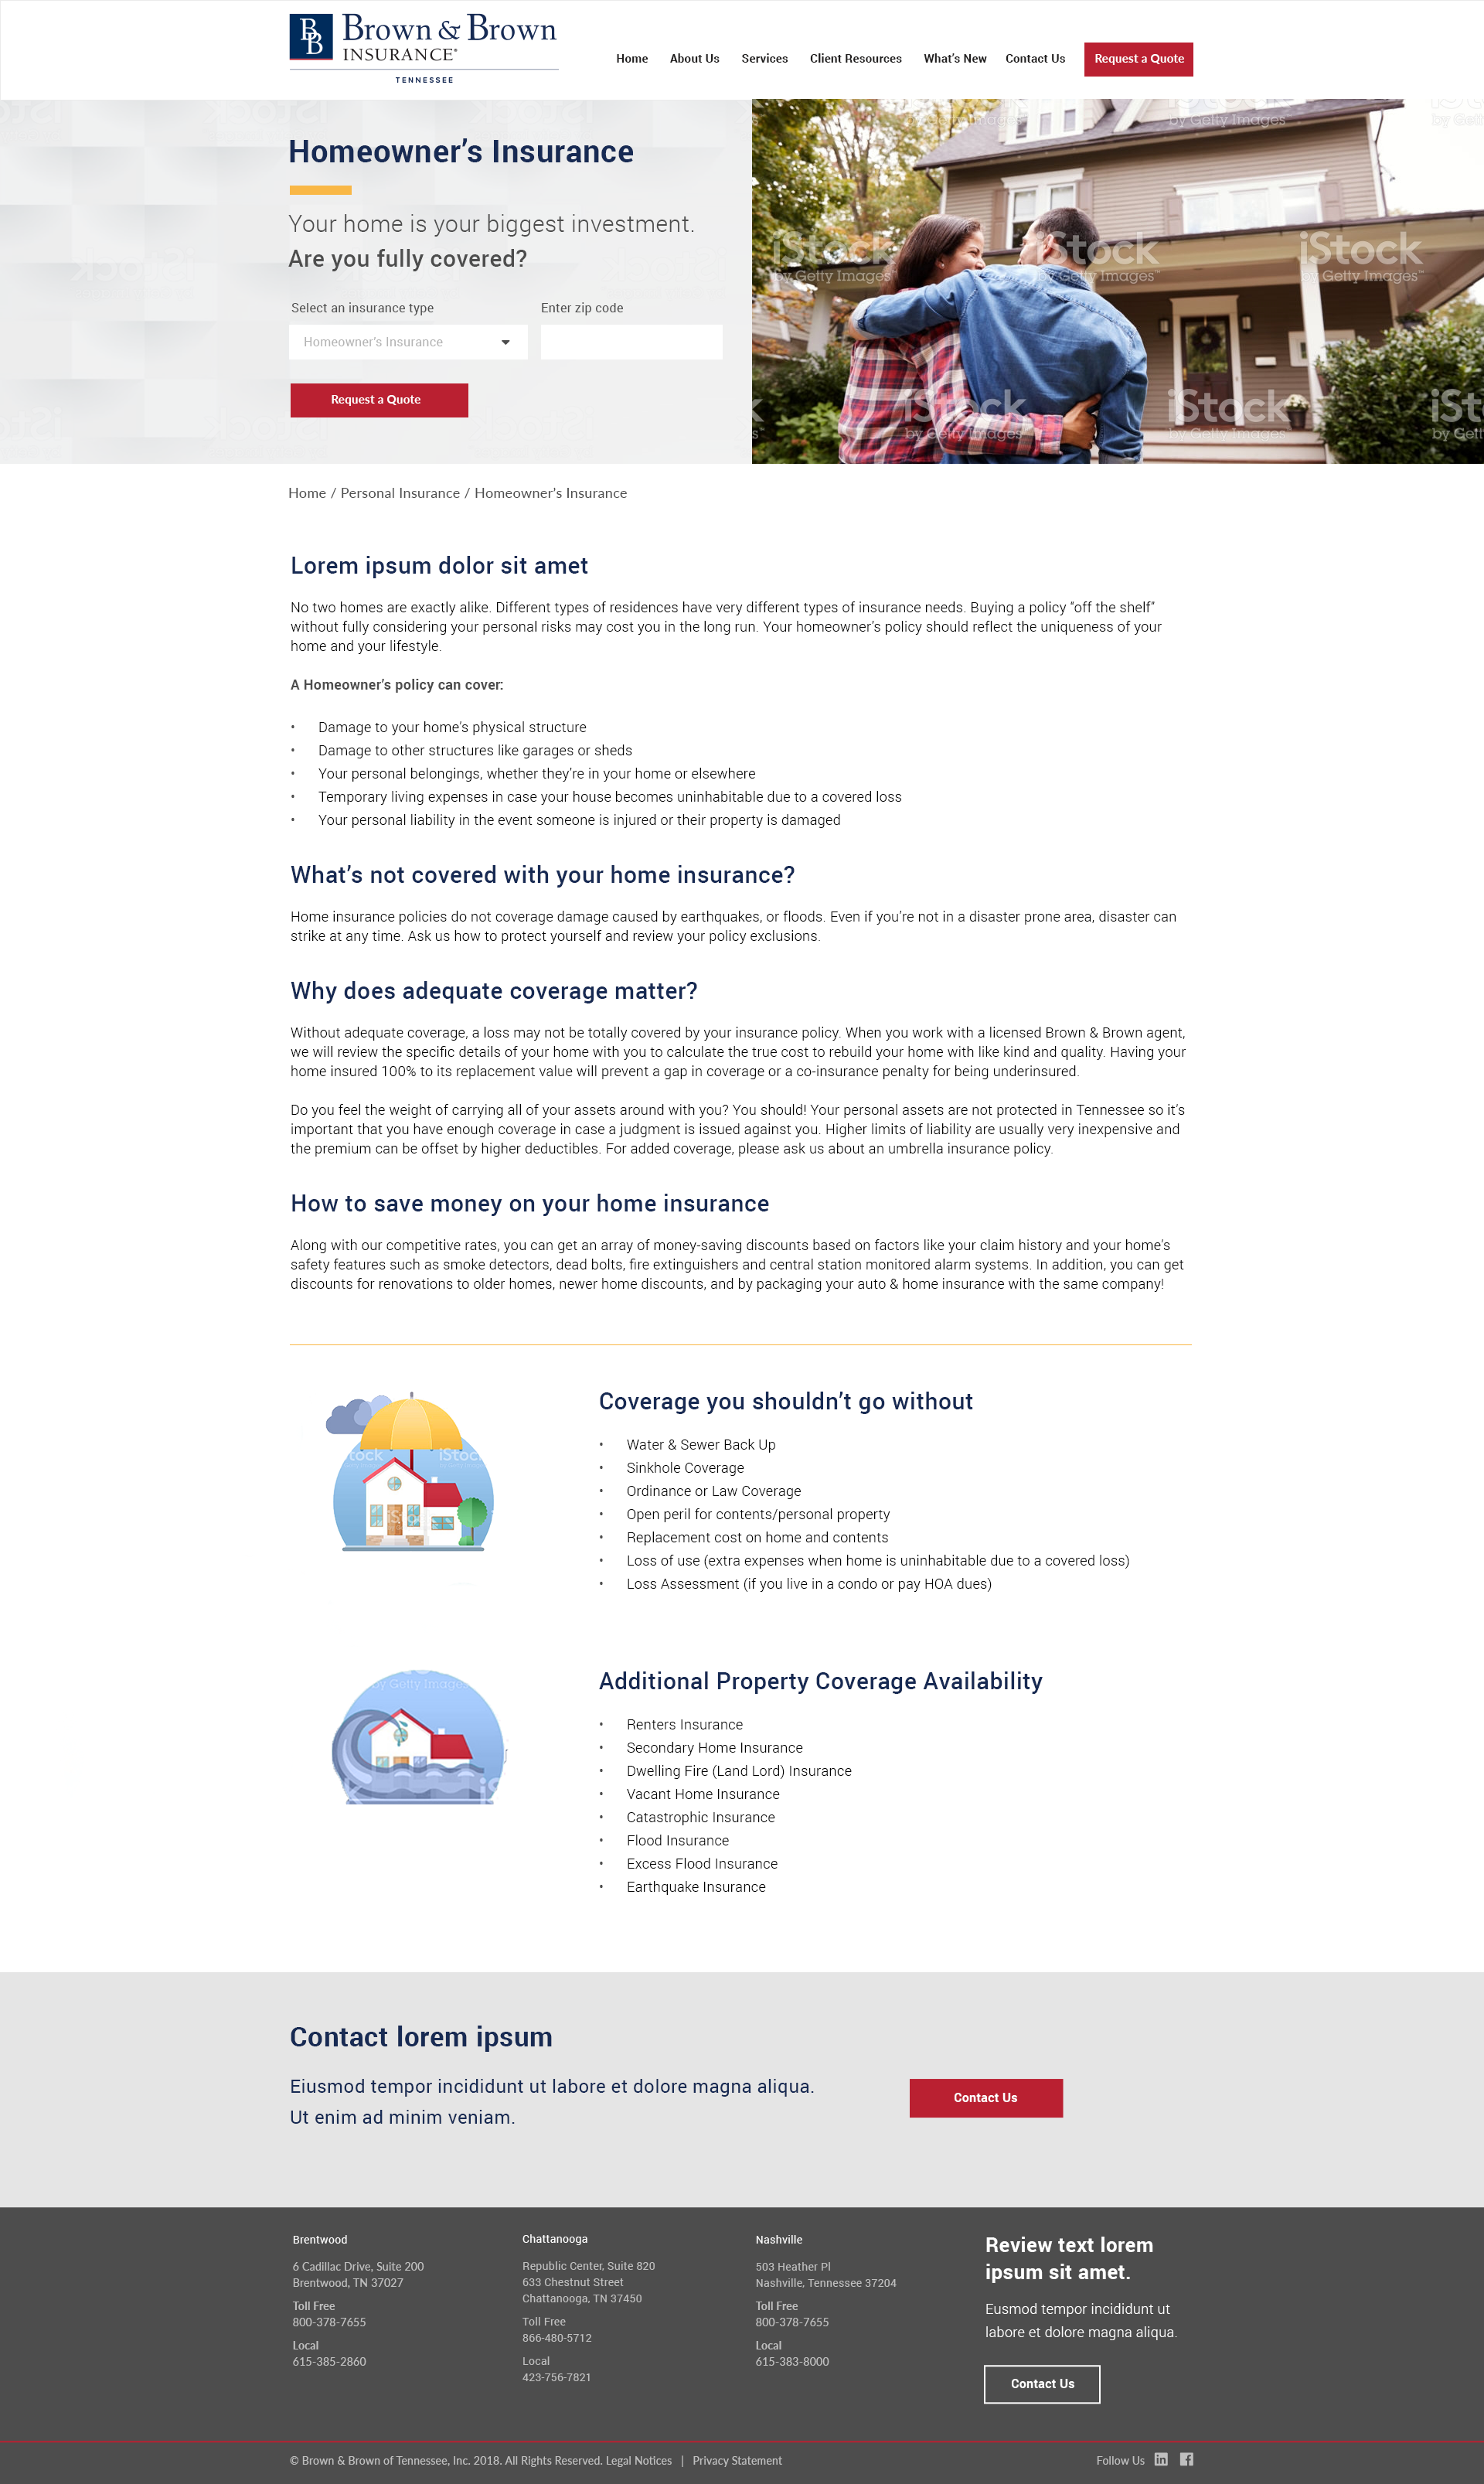 BB Brown & Brown
INSURANCE®
TENNESSEE
Home About Us Services Client Resources What's New Contact Us Request a Quote
Homeowner's Insurance
Your home is your biggest investment.
Are you fully covered?
Select an insurance type Enter zip code
Homeowner's Insurance
Request a Quote
iStock
by Getty Images™
Home / Personal Insurance / Homeowner's Insurance
Lorem ipsum dolor sit amet
No two homes are exactly alike. Different types of residences have very different types of insurance needs. Buying a policy “off the shelf”
without fully considering your personal risks may cost you in the long run. Your homeowner’s policy should reflect the uniqueness of your
home and your lifestyle.
A Homeowner’s policy can cover:
• Damage to your home’s physical structure
• Damage to other structures like garages or sheds
• Your personal belongings, whether they’re in your home or elsewhere
• Temporary living expenses in case your house becomes uninhabitable due to a covered loss
• Your personal liability in the event someone is injured or their property is damaged
What’s not covered with your home insurance?
Home insurance policies do not coverage damage caused by earthquakes, or floods. Even if you’re not in a disaster prone area, disaster can
strike at any time. Ask us how to protect yourself and review your policy exclusions.
Why does adequate coverage matter?
Without adequate coverage, a loss may not be totally covered by your insurance policy. When you work with a licensed Brown & Brown agent,
we will review the specific details of your home with you to calculate the true cost to rebuild your home with like kind and quality. Having your
home insured 100% to its replacement value will prevent a gap in coverage or a co-insurance penalty for being underinsured.
Do you feel the weight of carrying all of your assets around with you? You should! Your personal assets are not protected in Tennessee so it’s
important that you have enough coverage in case a judgment is issued against you. Higher limits of liability are usually very inexpensive and
the premium can be offset by higher deductibles. For added coverage, please ask us about an umbrella insurance policy.
How to save money on your home insurance
Along with our competitive rates, you can get an array of money-saving discounts based on factors like your claim history and your home’s
safety features such as smoke detectors, dead bolts, fire extinguishers and central station monitored alarm systems. In addition, you can get
discounts for renovations to older homes, newer home discounts, and by packaging your auto & home insurance with the same company!
Coverage you shouldn’t go without
• Water & Sewer Back Up
• Sinkhole Coverage
• Ordinance or Law Coverage
• Open peril for contents/personal property
• Replacement cost on home and contents
• Loss of use (extra expenses when home is uninhabitable due to a covered loss)
• Loss Assessment (if you live in a condo or pay HOA dues)
Additional Property Coverage Availability
• Renters Insurance
• Secondary Home Insurance
• Dwelling Fire (Land Lord) Insurance
• Vacant Home Insurance
• Catastrophic Insurance
• Flood Insurance
• Excess Flood Insurance
• Earthquake Insurance
Contact lorem ipsum
Eiusmod tempor incididunt ut labore et dolore magna aliqua.
Ut enim ad minim veniam.
Contact Us
Brentwood
6 Cadillac Drive, Suite 200
Brentwood, TN 37027
Toll Free
800-378-7655
Local
615-385-2860
Chattanooga
Republic Center, Suite 820
633 Chestnut Street
Chattanooga, TN 37450
Toll Free
866-480-5712
Local
423-756-7821
Nashville
503 Heather Pl
Nashville, Tennessee 37204
Toll Free
800-378-7655
Local
615-383-8000
Review text lorem
ipsum sit amet.
Eusmod tempor incididunt ut
labore et dolore magna aliqua.
Contact Us
© Brown & Brown of Tennessee, Inc. 2018. All Rights Reserved. Legal Notices | Privacy Statement
Follow Us